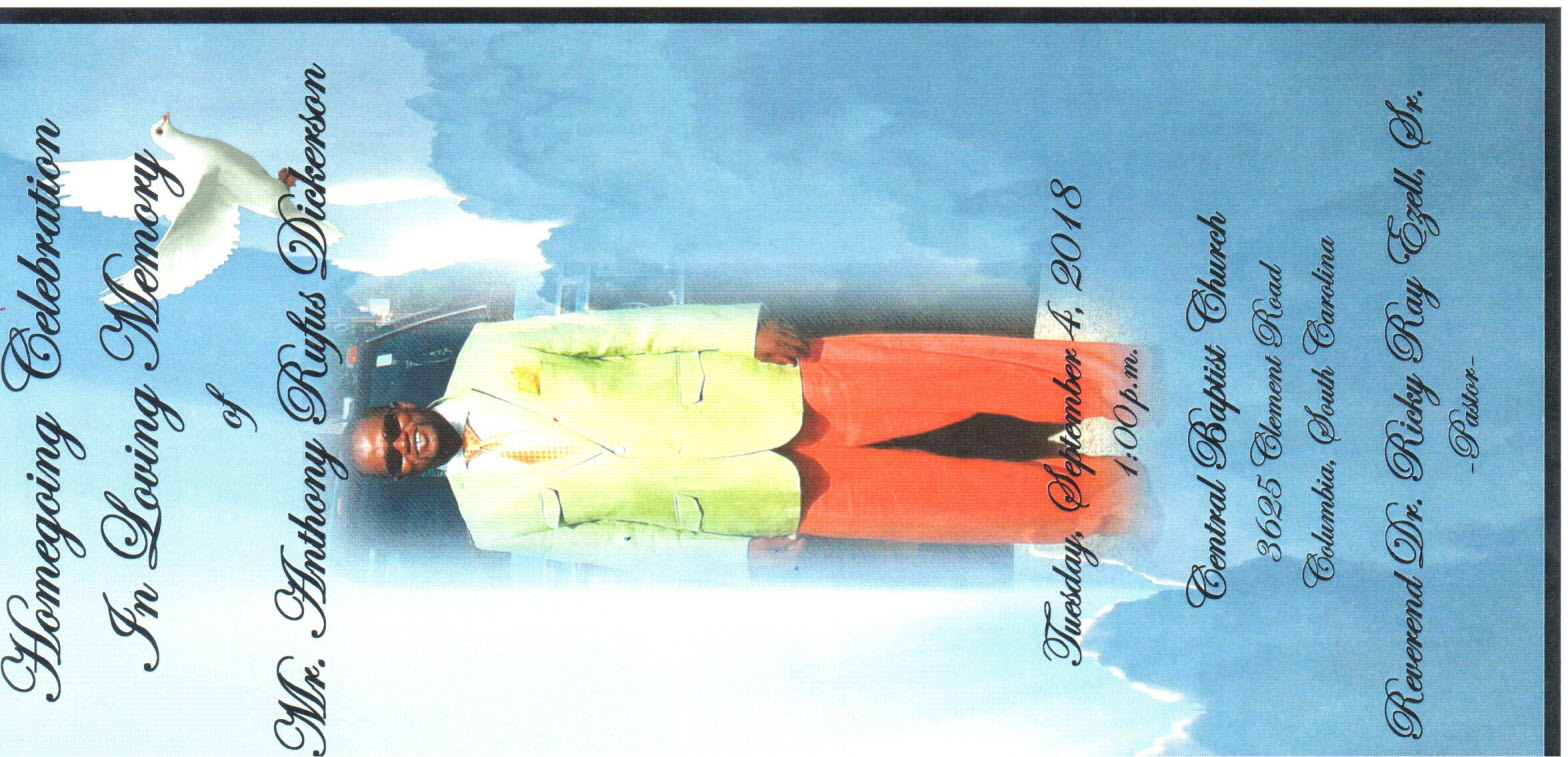 Homegoing Celebration
In Loving Memory
of
Mr. Anthony Rufus Dickerson
Tuesday, September 4, 2018
1:00p.m.
Central Baptist Church
3625 Clement Road
Columbia, South Carolina
Reverend Dr. Ricky Ray Ezell, Sr.
-Pastor-